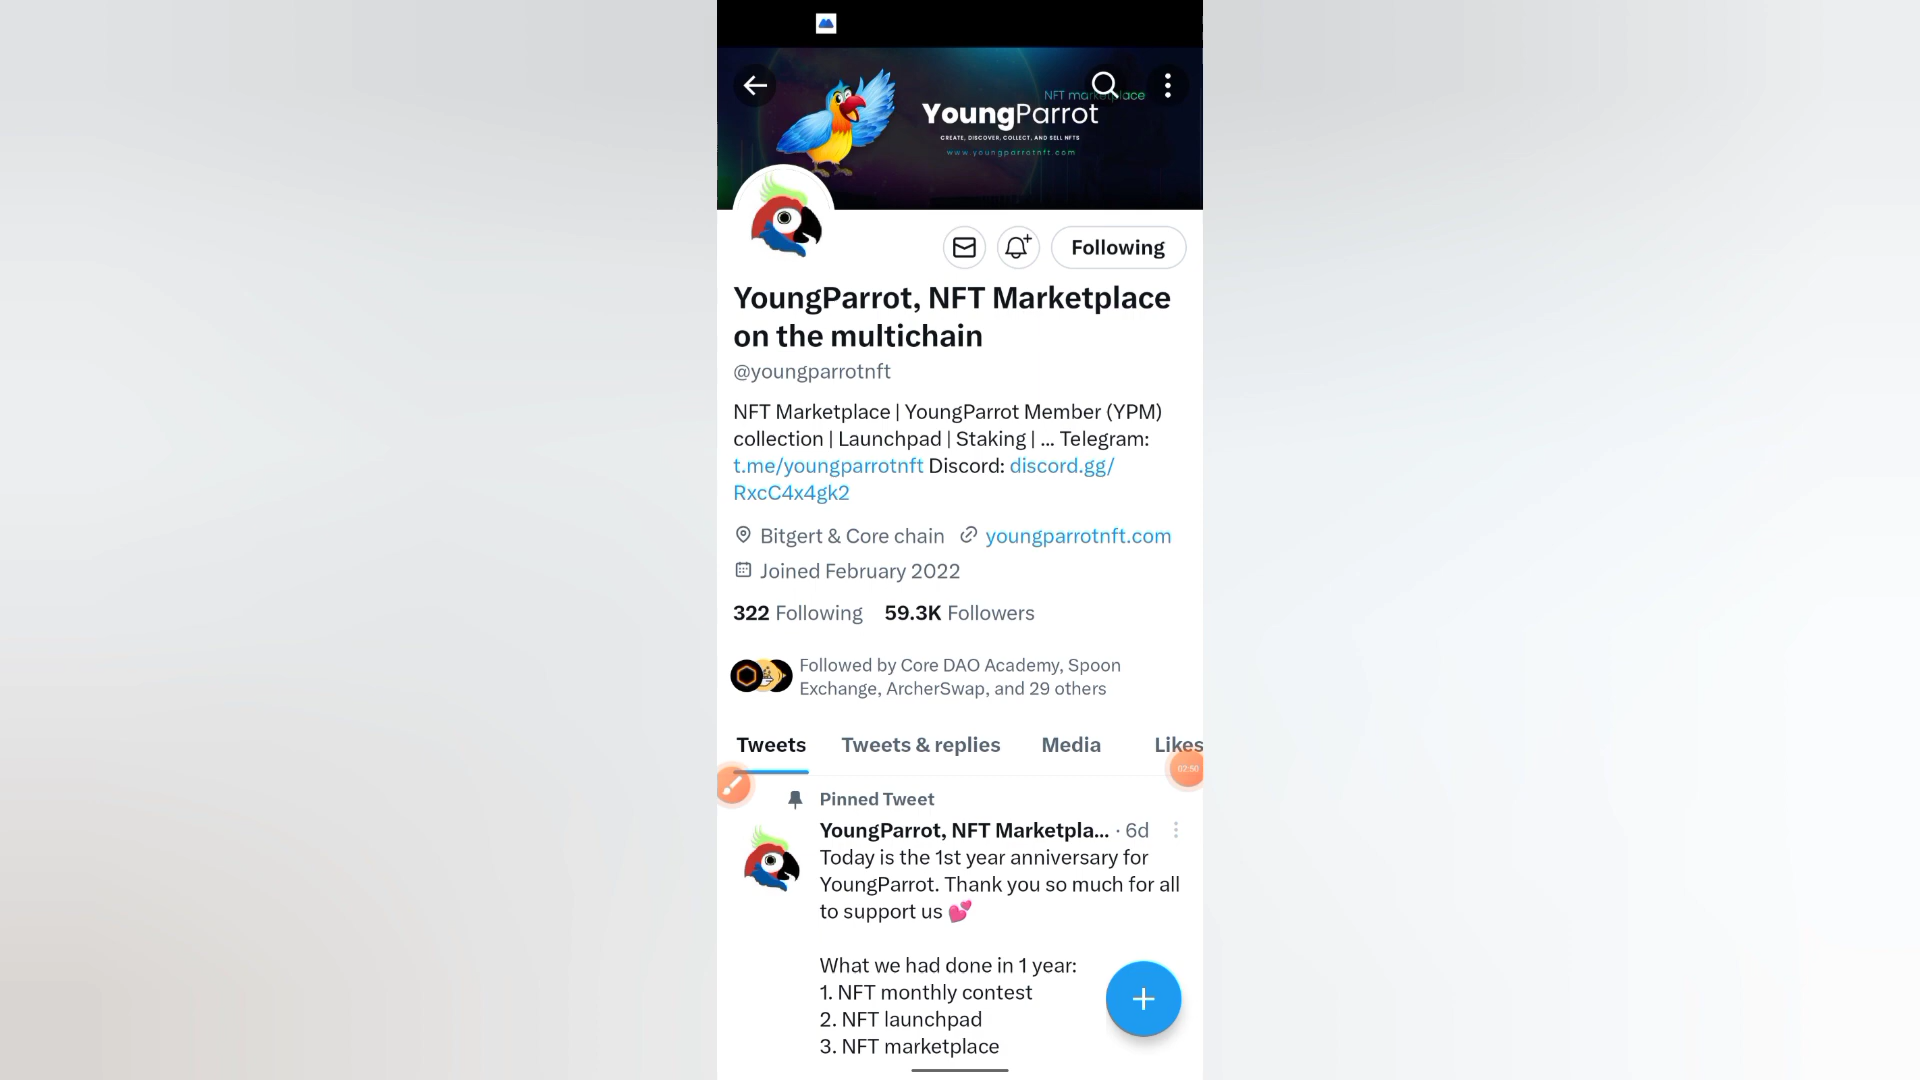 NFT marketplace
YoungParrot
CREATE, DISCOVER, COLLECT, AND SELL NFTS
www.youngparrotnft.com
Following
YoungParrot, NFT Marketplace
on the multichain
@youngparrotnft
NFT Marketplace | YoungParrot Member (YPM)
collection | Launchpad | Staking | ... Telegram:
t.me/youngparrotnft Discord: discord.gg/
RxcC4x4gk2
Bitgert & Core chain youngparrotnft.com
Joined February 2022
322 Following 59.3K Followers
Followed by Core DAO Academy, Spoon
Exchange, ArcherSwap, and 29 others
Tweets Tweets & replies Media Likes
02:50
Pinned Tweet
YoungParrot, NFT Marketpla... · 6d
Today is the 1st year anniversary for
YoungParrot. Thank you so much for all
to support us 💕
What we had done in 1 year:
1. NFT monthly contest
2. NFT launchpad
3. NFT marketplace